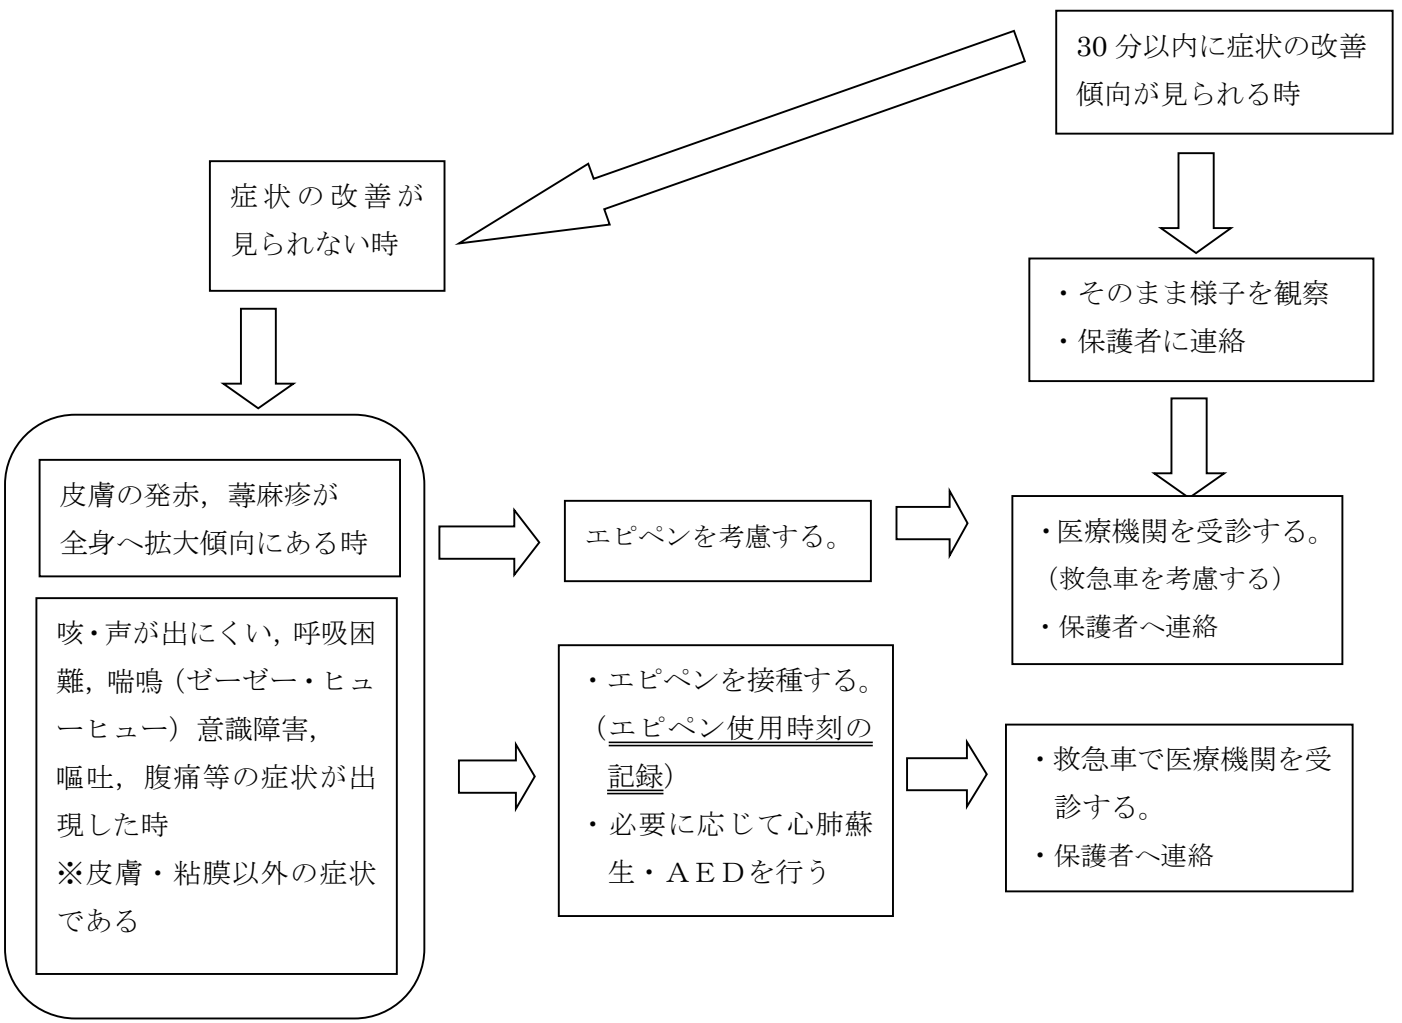 30 分以内に症状の改善
傾向が見られる時
症状の改善が
見られない時
・そのまま様子を観察
・保護者に連絡
皮膚の発赤，蕁麻疹が
全身へ拡大傾向にある時
エピペンを考慮する。
・医療機関を受診する。
（救急車を考慮する）
・保護者へ連絡
咳・声が出にくい，呼吸困
難，喘鳴（ゼーゼー・ヒュ
ーヒュー）意識障害，
嘔吐，腹痛等の症状が出
現した時
※皮膚・粘膜以外の症状
である
・エピペンを接種する。
（エピペン使用時刻の
記録）
・必要に応じて心肺蘇
生・ＡＥＤを行う
・救急車で医療機関を受
診する。
・保護者へ連絡